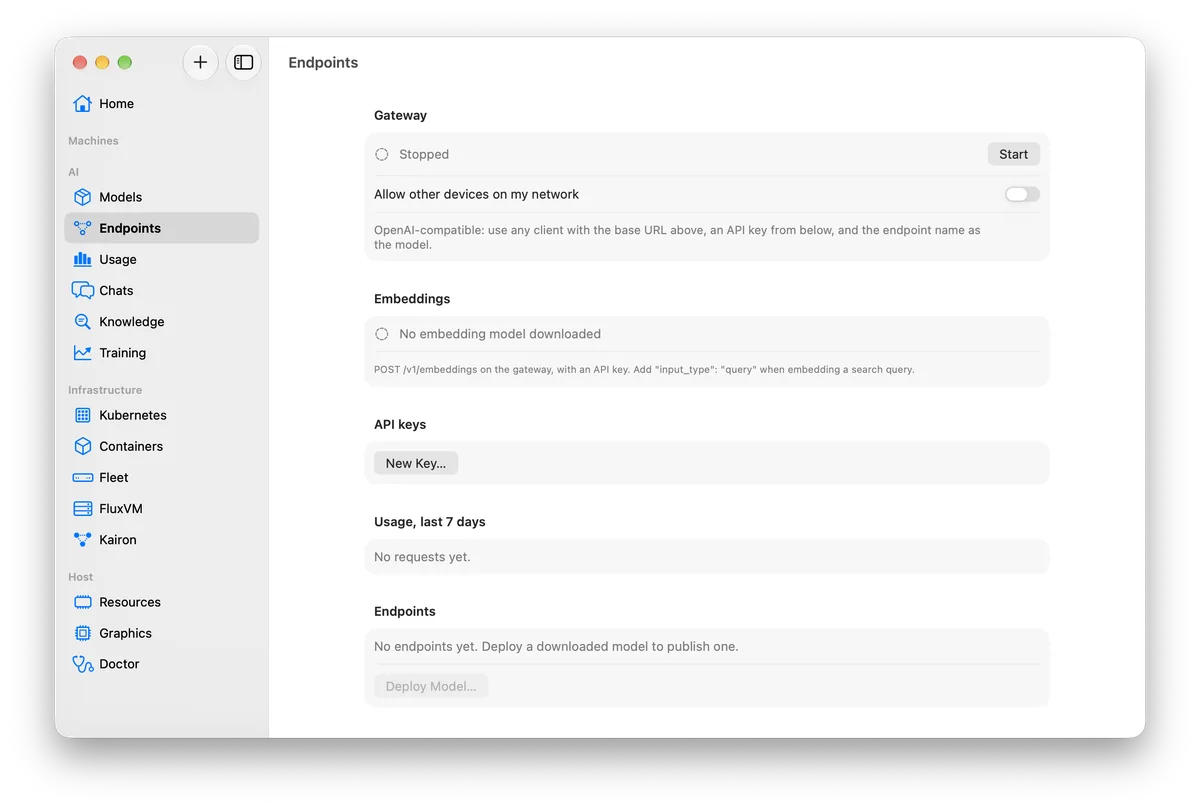 Endpoints
Home
Machines
AI
Models
Endpoints
Usage
Chats
Knowledge
Training
Infrastructure
Kubernetes
Containers
Fleet
FluxVM
Kairon
Host
Resources
Graphics
Doctor
Gateway
Stopped
Start
Allow other devices on my network
OpenAI-compatible: use any client with the base URL above, an API key from below, and the endpoint name as
the model.
Embeddings
No embedding model downloaded
POST /v1/embeddings on the gateway, with an API key. Add "input_type": "query" when embedding a search query.
API keys
New Key...
Usage, last 7 days
No requests yet.
Endpoints
No endpoints yet. Deploy a downloaded model to publish one.
Deploy Model...